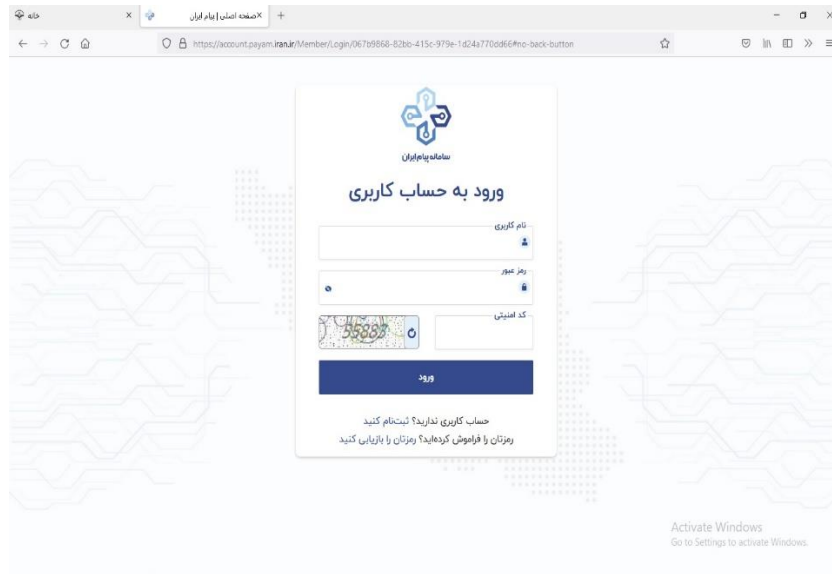 خانه
صفحه اصلی | پیام ایران
https://account.payam.iran.ir/Member/Login/067b9868-82bb-415c-979e-1d24a770dd66#no-back-button
سامانه پیام ایران
ورود به حساب کاربری
نام کاربری
رمز عبور
کد امنیتی
55883
ورود
حساب کاربری ندارید؟ ثبت‌نام کنید
رمزتان را فراموش کرده‌اید؟ رمزتان را بازیابی کنید
Activate Windows
Go to Settings to activate Windows.